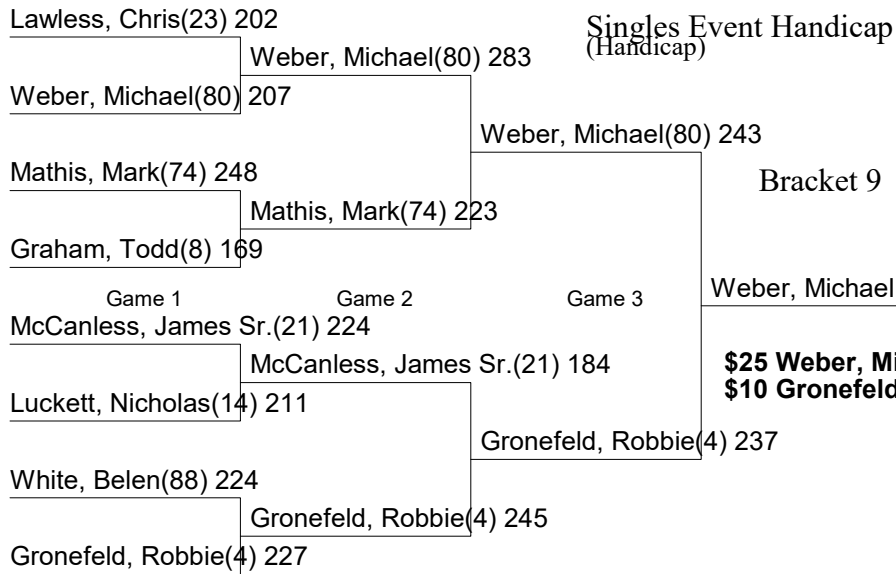 Lawless, Chris(23) 202
Singles Event Handicap
(Handicap)
Weber, Michael(80) 283
Weber, Michael(80) 207
Weber, Michael(80) 243
Mathis, Mark(74) 248
Bracket 9
Mathis, Mark(74) 223
Graham, Todd(8) 169
Game 1
Game 2
Game 3
Weber, Michael
McCanless, James Sr.(21) 224
McCanless, James Sr.(21) 184
$25 Weber, Mi
$10 Gronefeld
Luckett, Nicholas(14) 211
Gronefeld, Robbie(4) 237
White, Belen(88) 224
Gronefeld, Robbie(4) 245
Gronefeld, Robbie(4) 227